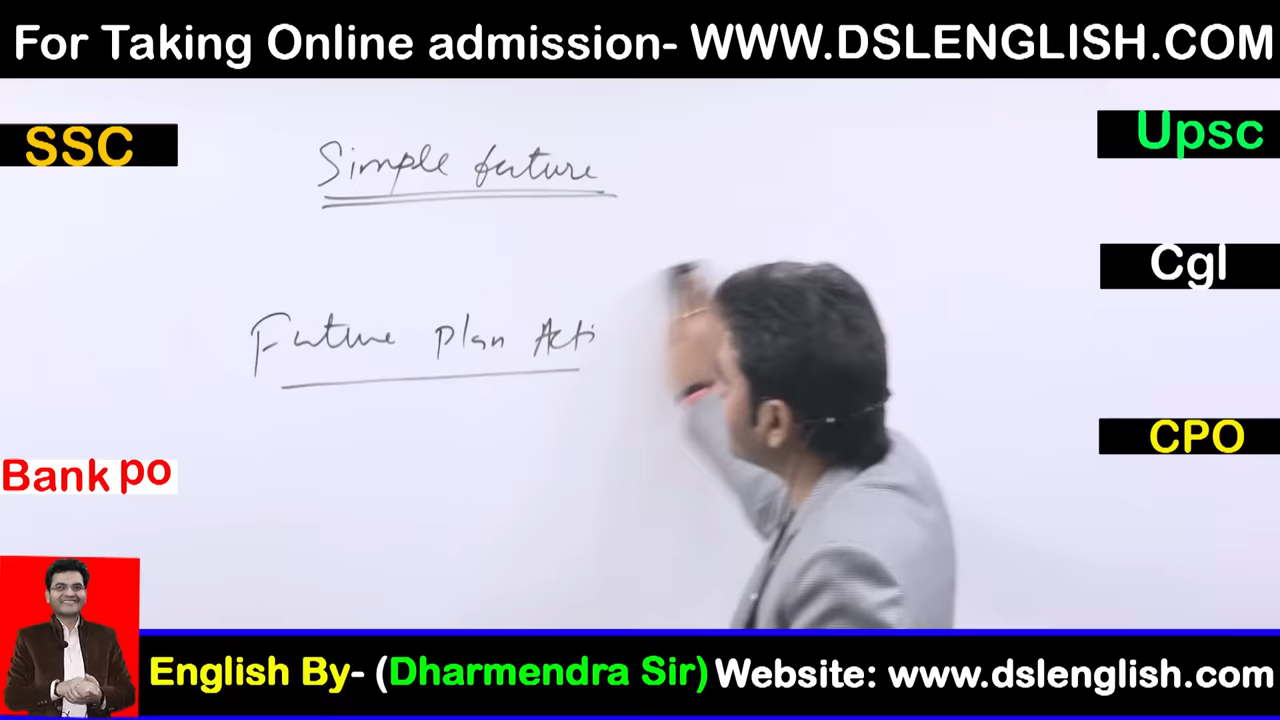 For Taking Online admission- WWW.DSLENGLISH.COM
SSC
Upsc
Simple future
Cgl
Future plan Acti
CPO
Bank po
English By- (Dharmendra Sir) Website: www.dslenglish.com